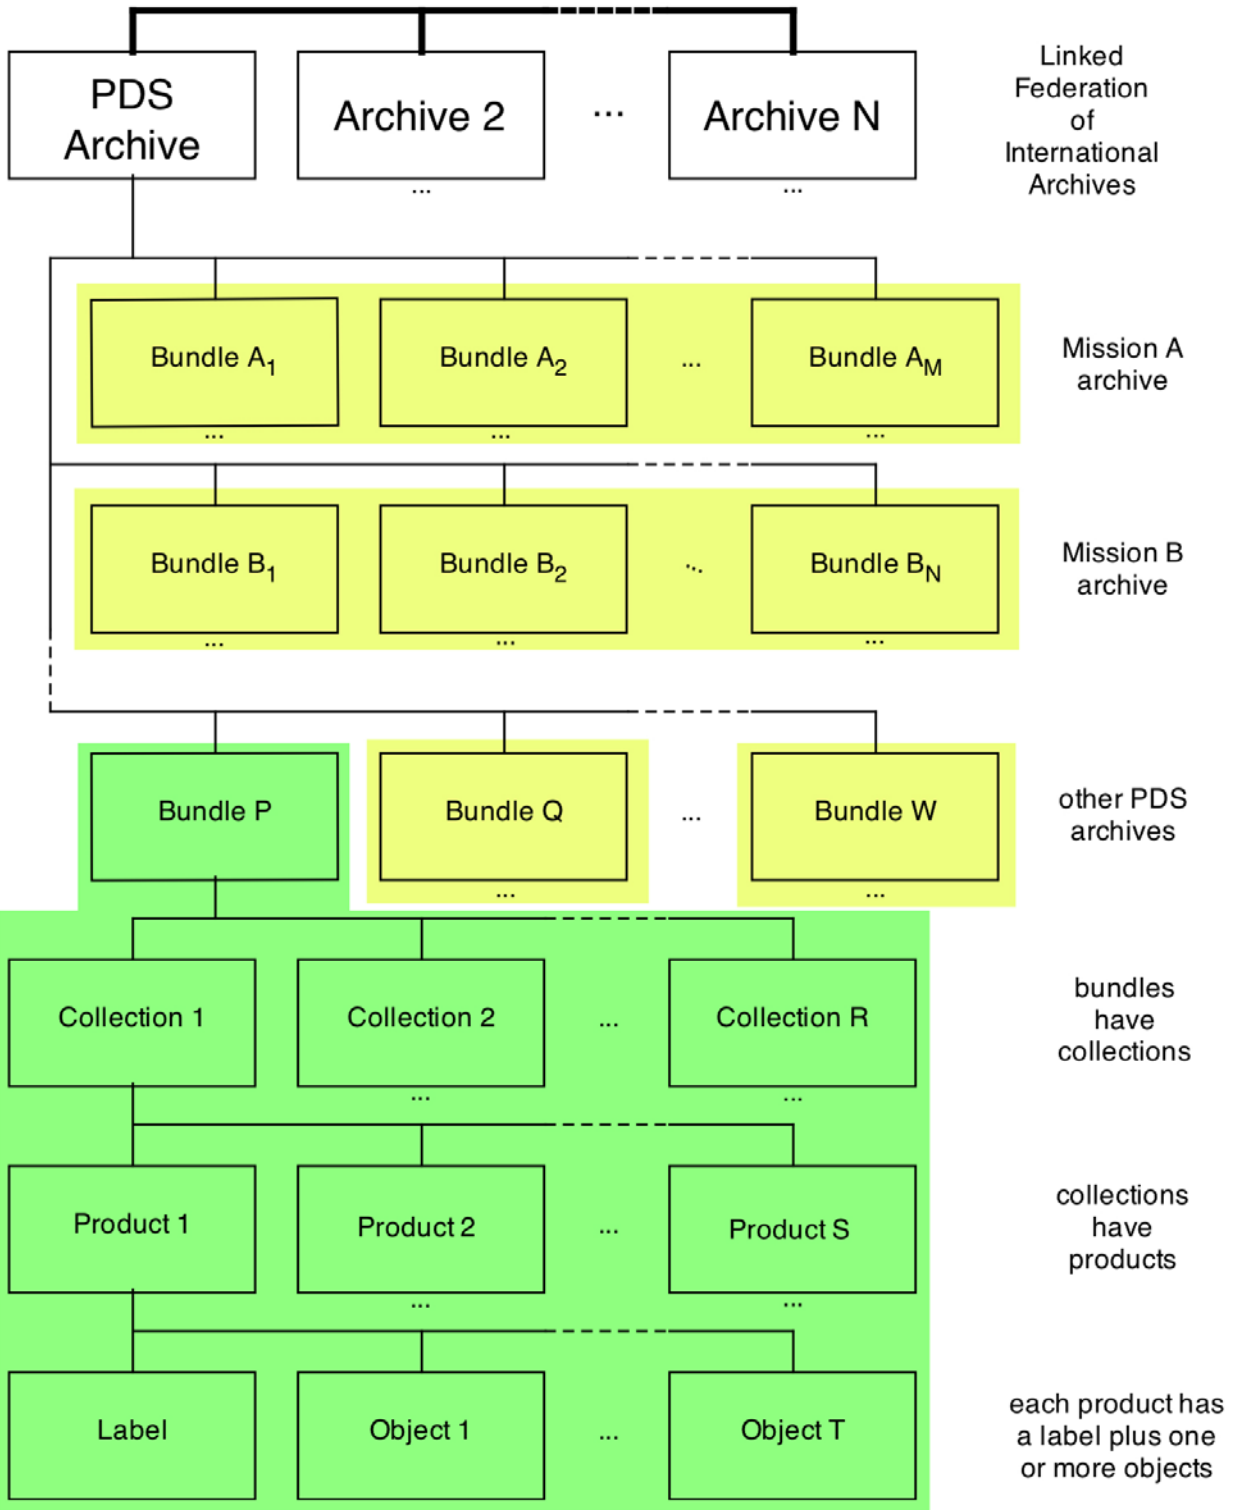 PDS
Archive
Archive 2
...
Archive N
Linked
Federation
of
International
Archives
...
...
Bundle A1
Bundle A2
...
Bundle AM
Mission A
archive
...
...
...
Bundle B1
Bundle B2
...
Bundle BN
Mission B
archive
...
...
...
Bundle P
Bundle Q
...
Bundle W
other PDS
archives
...
...
Collection 1
Collection 2
...
Collection R
bundles
have
collections
...
...
Product 1
Product 2
...
Product S
collections
have
products
...
...
Label
Object 1
...
Object T
each product has
a label plus one
or more objects